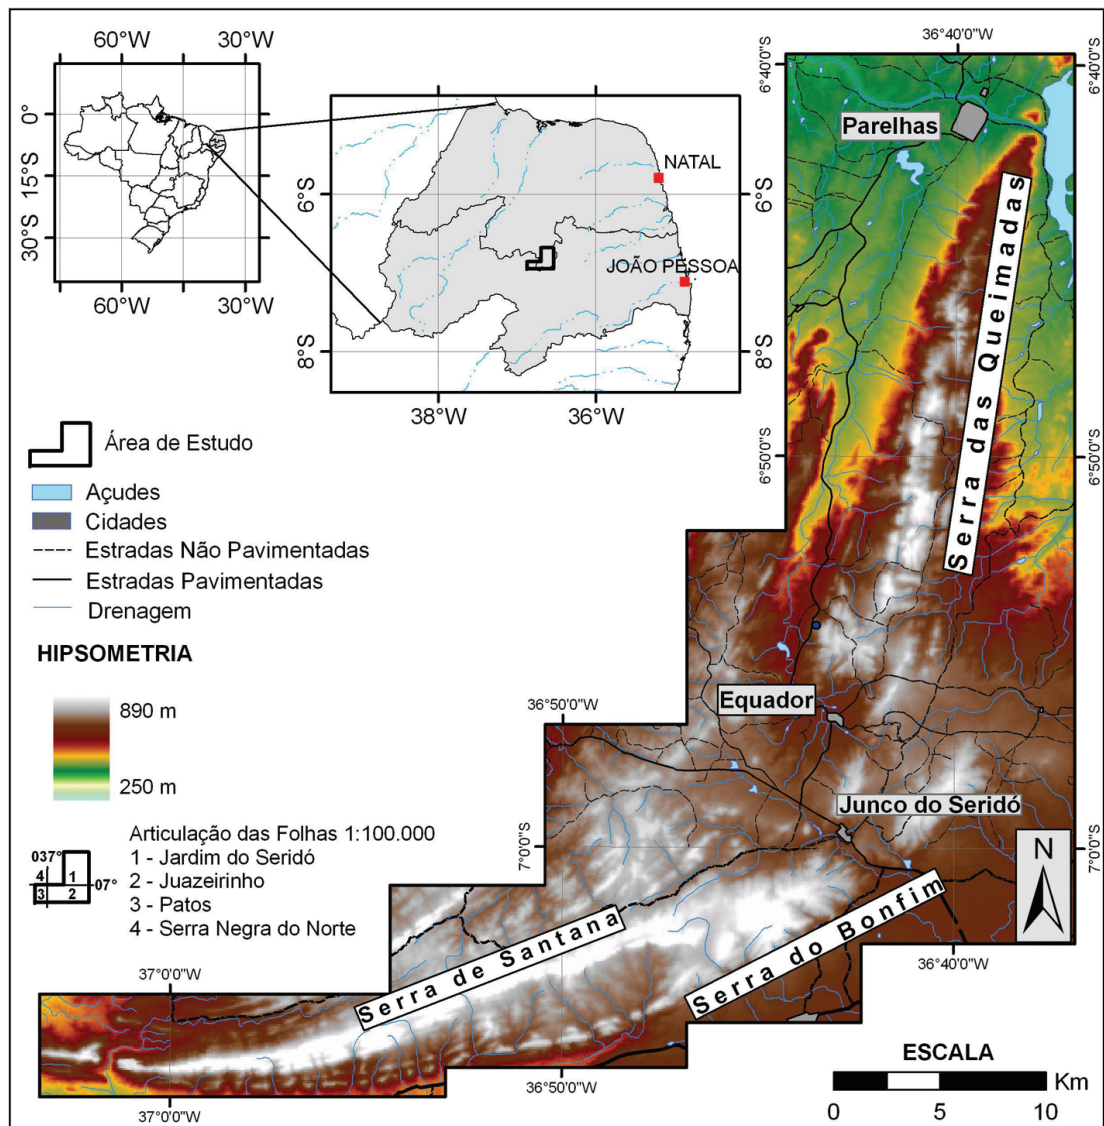 60°W 30°W
0°
15°S
30°S
60°W 30°W
6°S
8°S
38°W 36°W
NATAL
JOÃO PESSOA
36°40'0"W
6°40'0"S
6°40'0"S
Parelhas
Serra das Queimadas
6°50'0"S
6°50'0"S
Área de Estudo
Açudes
Cidades
Estradas Não Pavimentadas
Estradas Pavimentadas
Drenagem
HIPSOMETRIA
890 m
250 m
Articulação das Folhas 1:100.000
037°
4 1
07°
3 2
1 - Jardim do Seridó
2 - Juazeirinho
3 - Patos
4 - Serra Negra do Norte
Equador
36°50'0"W
Junco do Seridó
7°0'0"S
7°0'0"S
N
Serra de Santana
Serra do Bonfim
37°0'0"W
36°40'0"W
37°0'0"W
36°50'0"W
ESCALA
Km
0 5 10